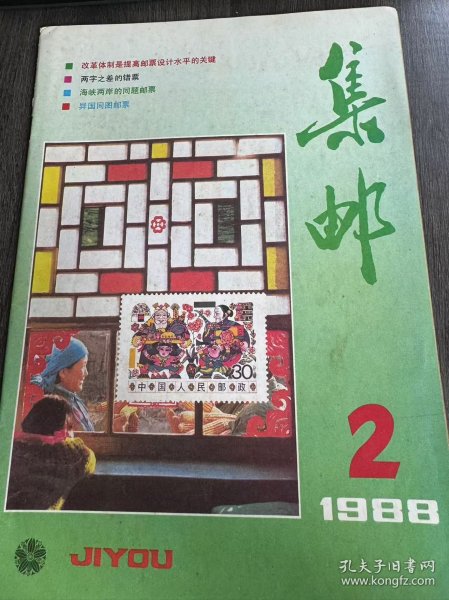 改革体制是提高邮票设计水平的关键
两字之差的错票
海峡两岸的同题邮票
异国同图邮票
集邮
30
中国人民邮政
2
1988
JIYOU
孔夫子旧书网
www.kongfz.com